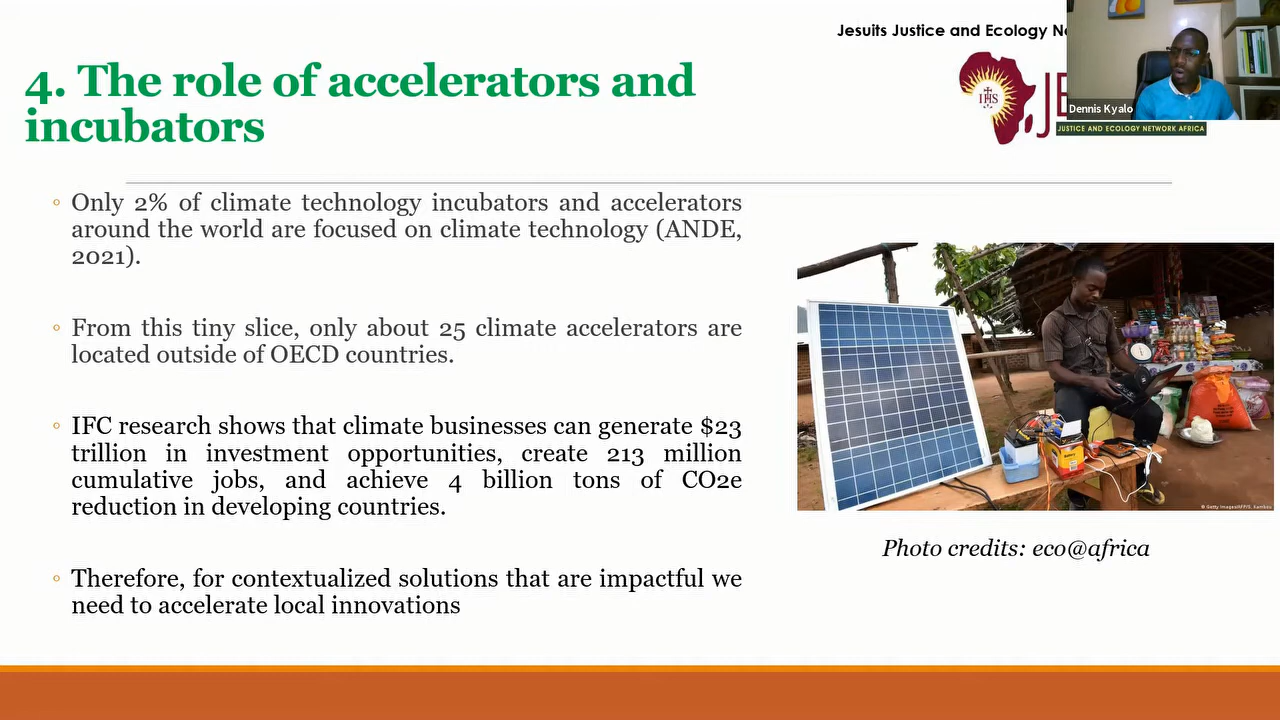 Jesuits Justice and Ecology
4. The role of accelerators and
incubators
IHS
Dennis Kyalo
JUSTICE AND ECOLOGY NETWORK AFRICA
◦ Only 2% of climate technology incubators and accelerators
around the world are focused on climate technology (ANDE,
2021).
◦ From this tiny slice, only about 25 climate accelerators are
located outside of OECD countries.
◦ IFC research shows that climate businesses can generate $23
trillion in investment opportunities, create 213 million
cumulative jobs, and achieve 4 billion tons of CO2e
reduction in developing countries.
◦ Therefore, for contextualized solutions that are impactful we
need to accelerate local innovations
Photo credits: eco@africa